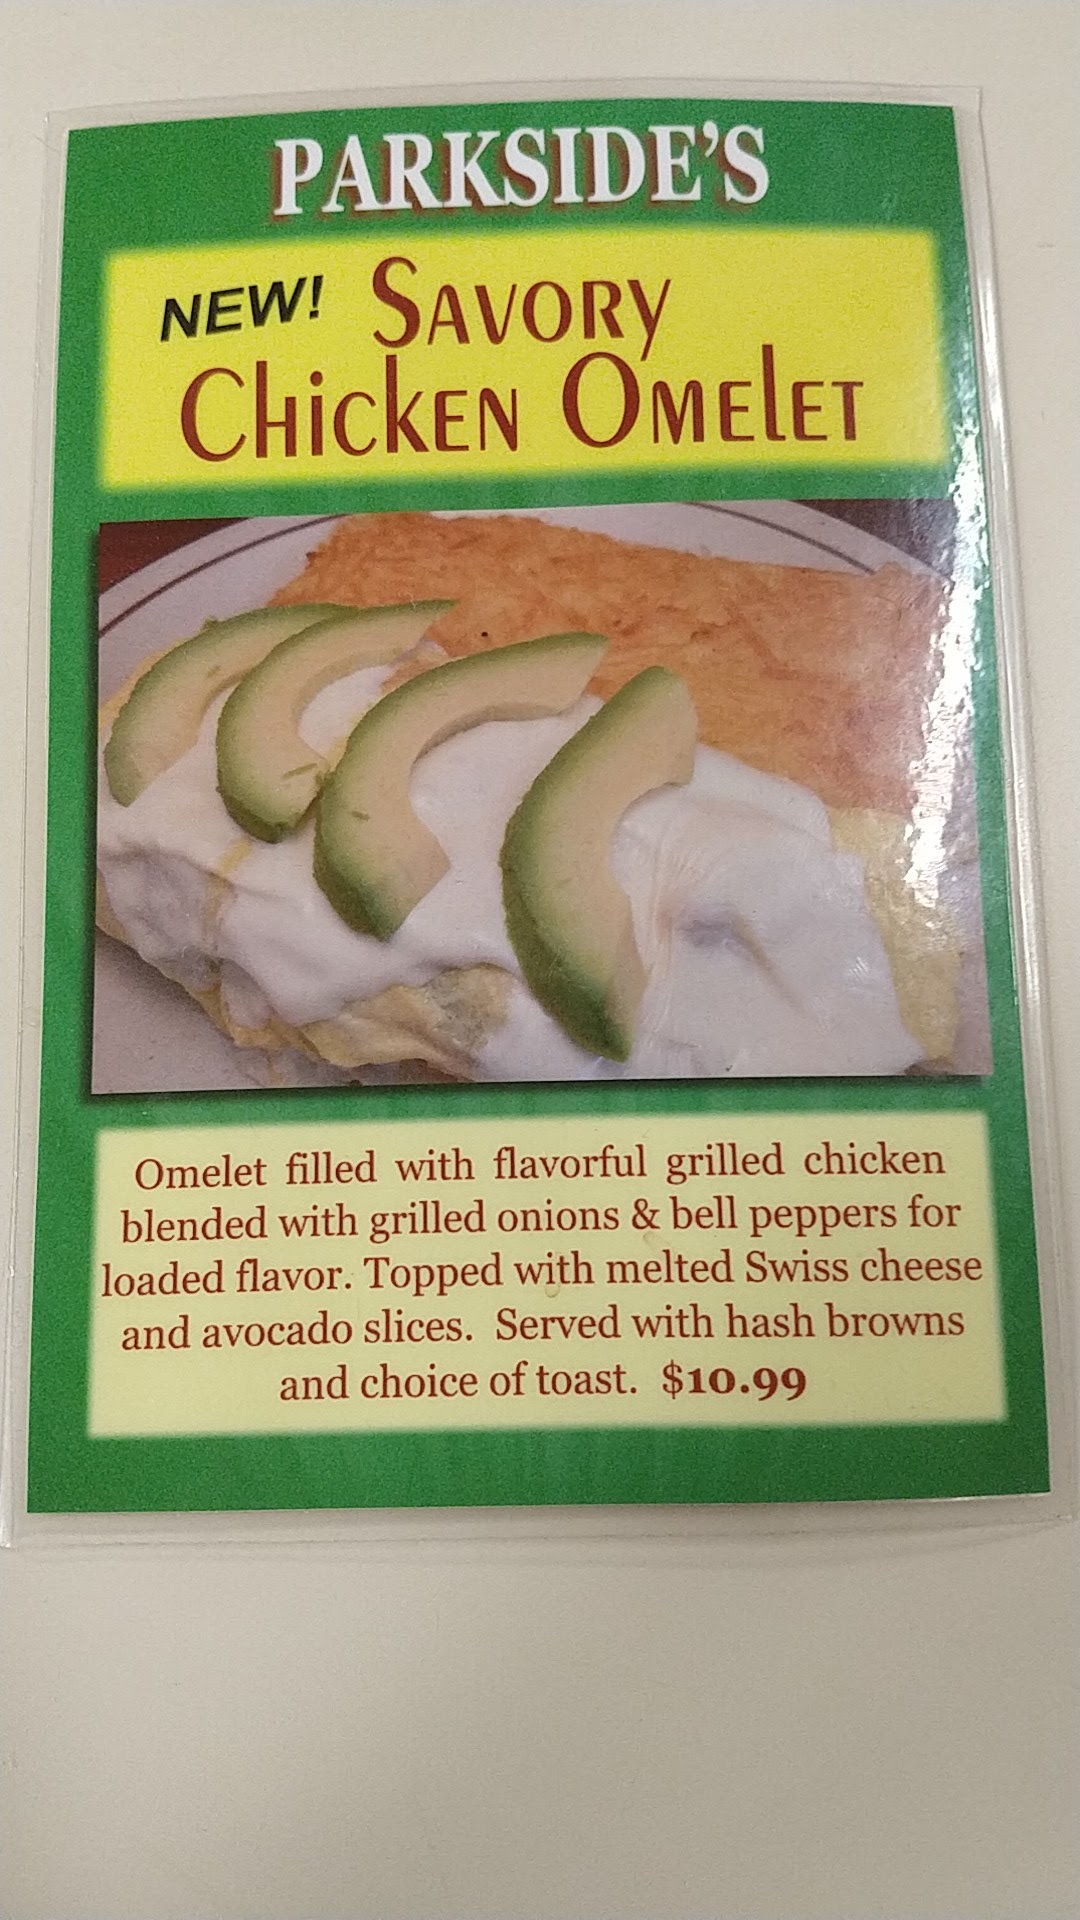 PARKSIDE'S
NEW! SAVORY
ChickEN OMElET
Omelet filled with flavorful grilled chicken
blended with grilled onions & bell peppers for
loaded flavor. Topped with melted Swiss cheese
and avocado slices. Served with hash browns
and choice of toast. $10.99